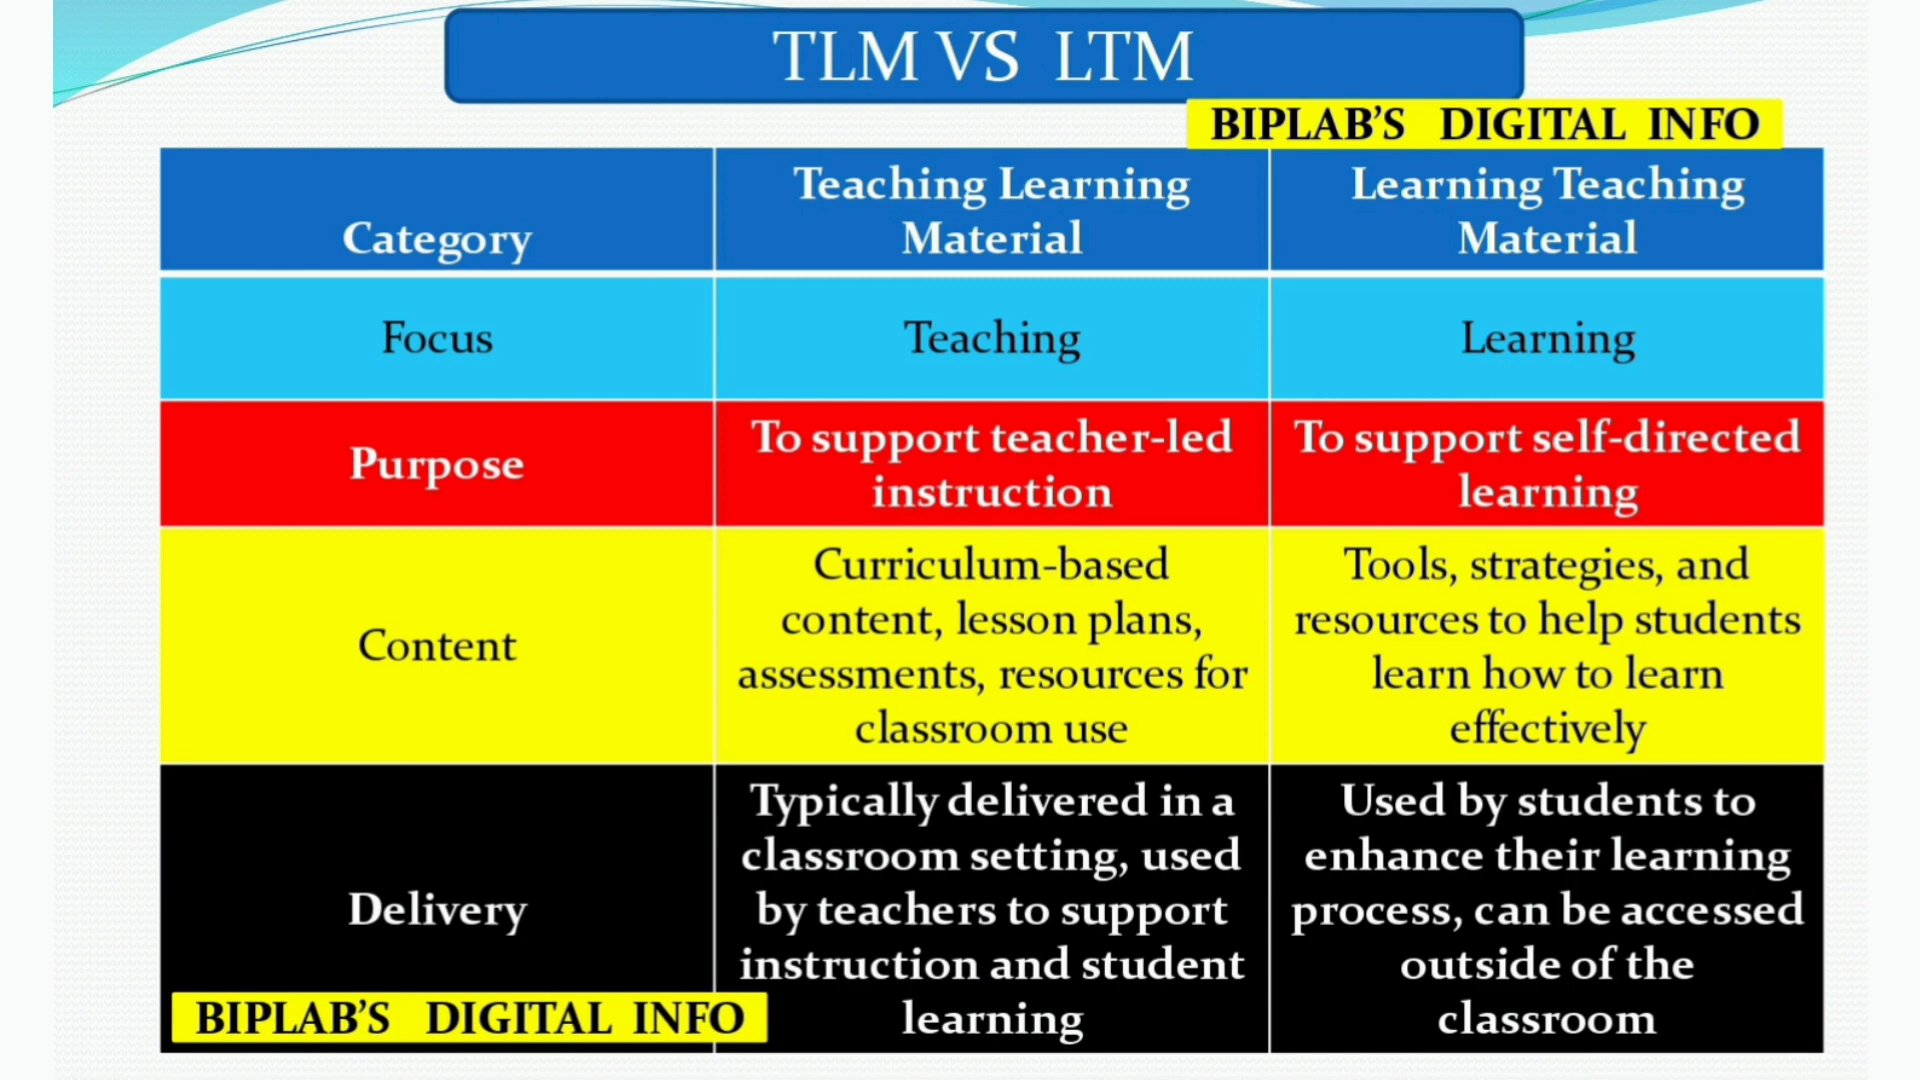 TLM VS LTM
BIPLAB'S DIGITAL INFO
Category
Teaching Learning
Material
Learning Teaching
Material
Focus
Teaching
Learning
Purpose
To support teacher-led
instruction
To support self-directed
learning
Content
Curriculum-based
content, lesson plans,
assessments, resources for
classroom use
Tools, strategies, and
resources to help students
learn how to learn
effectively
Delivery
Typically delivered in a
classroom setting, used
by teachers to support
instruction and student
learning
Used by students to
enhance their learning
process, can be accessed
outside of the
classroom
BIPLAB'S DIGITAL INFO